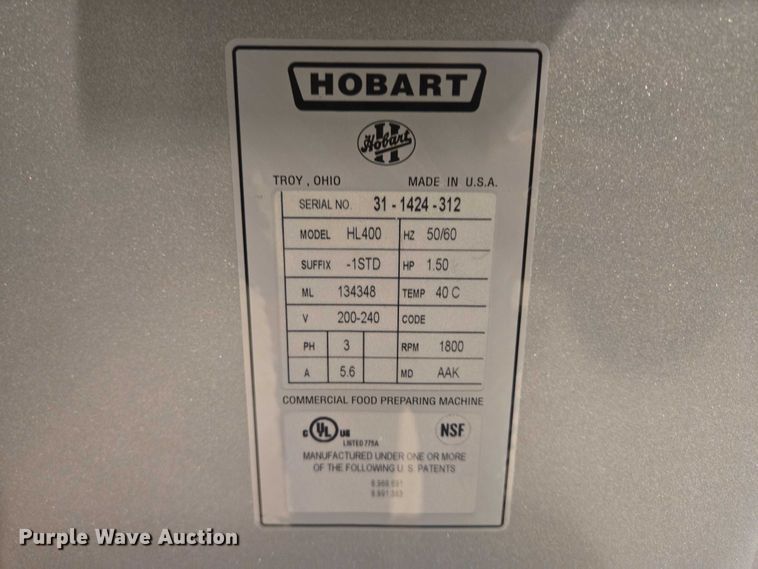 HOBART
Hobart
TROY, OHIO MADE IN U.S.A.
SERIAL NO. 31 - 1424 - 312
MODEL HL400 HZ 50/60
SUFFIX -1STD HP 1.50
ML 134348 TEMP 40 C
V 200-240 CODE
PH 3 RPM 1800
A 5.6 MD AAK
COMMERCIAL FOOD PREPARING MACHINE
C UL US NSF
LISTED 775A
MANUFACTURED UNDER ONE OR MORE
OF THE FOLLOWING U.S. PATENTS
Purple Wave Auction